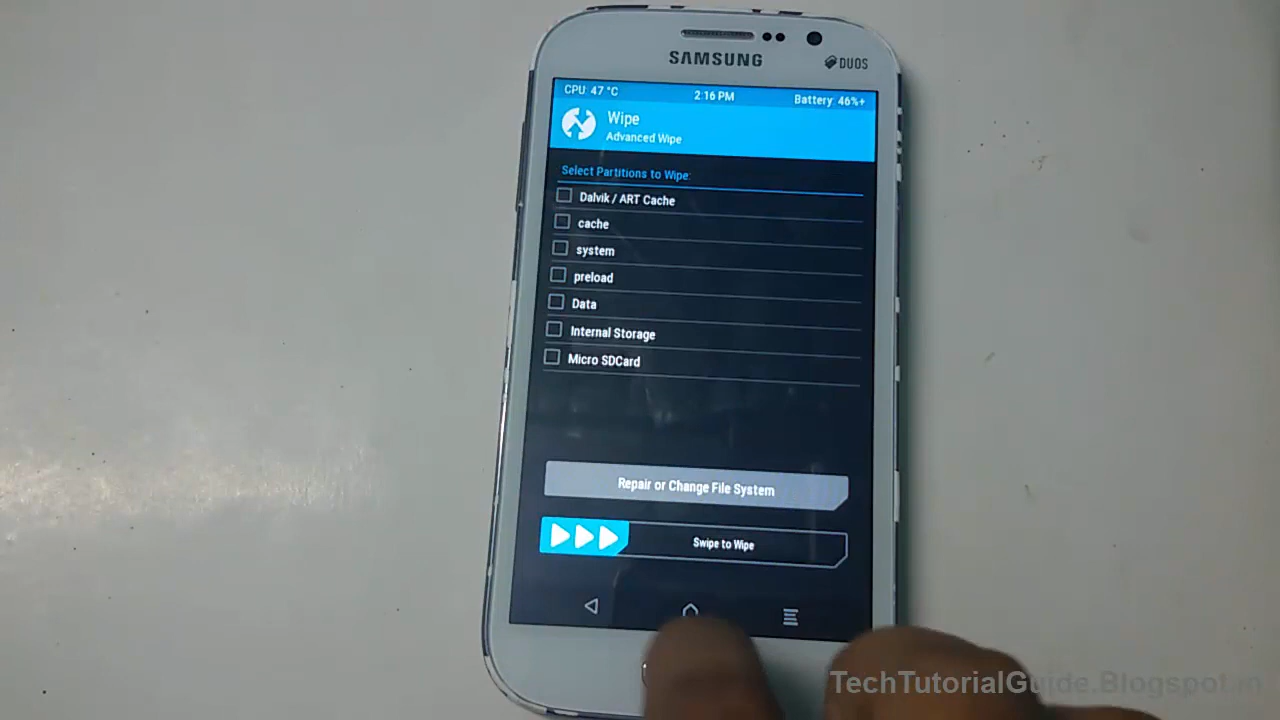 SAMSUNG
DUOS
CPU: 47 °C
2:16 PM
Battery: 46%+
Wipe
Advanced Wipe
Select Partitions to Wipe:
Dalvik / ART Cache
cache
system
preload
Data
Internal Storage
Micro SDCard
Repair or Change File System
Swipe to Wipe
TechTutorialGuide.Blogspot.in